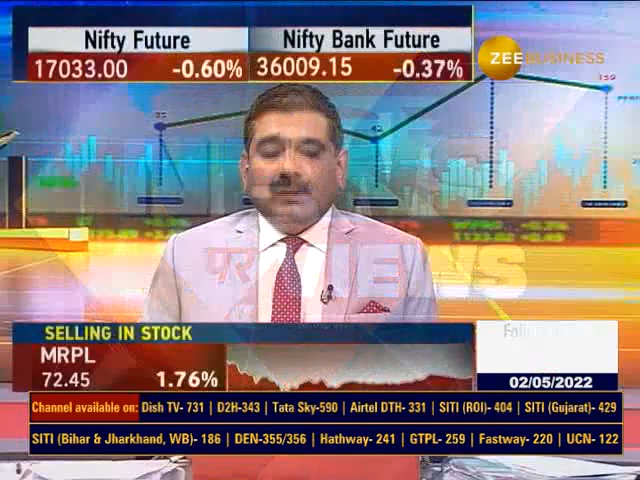 Nifty Future
Nifty Bank Future
17033.00 -0.60%
36009.15 -0.37%
ZEE BUSINESS
पर NEWS
SELLING IN STOCK
MRPL
72.45 1.76%
02/05/2022
Channel available on: Dish TV- 731 | D2H-343 | Tata Sky-590 | Airtel DTH- 331 | SITI (ROI)- 404 | SITI (Gujarat)- 429
SITI (Bihar & Jharkhand, WB)- 186 | DEN-355/356 | Hathway- 241 | GTPL- 259 | Fastway- 220 | UCN- 122